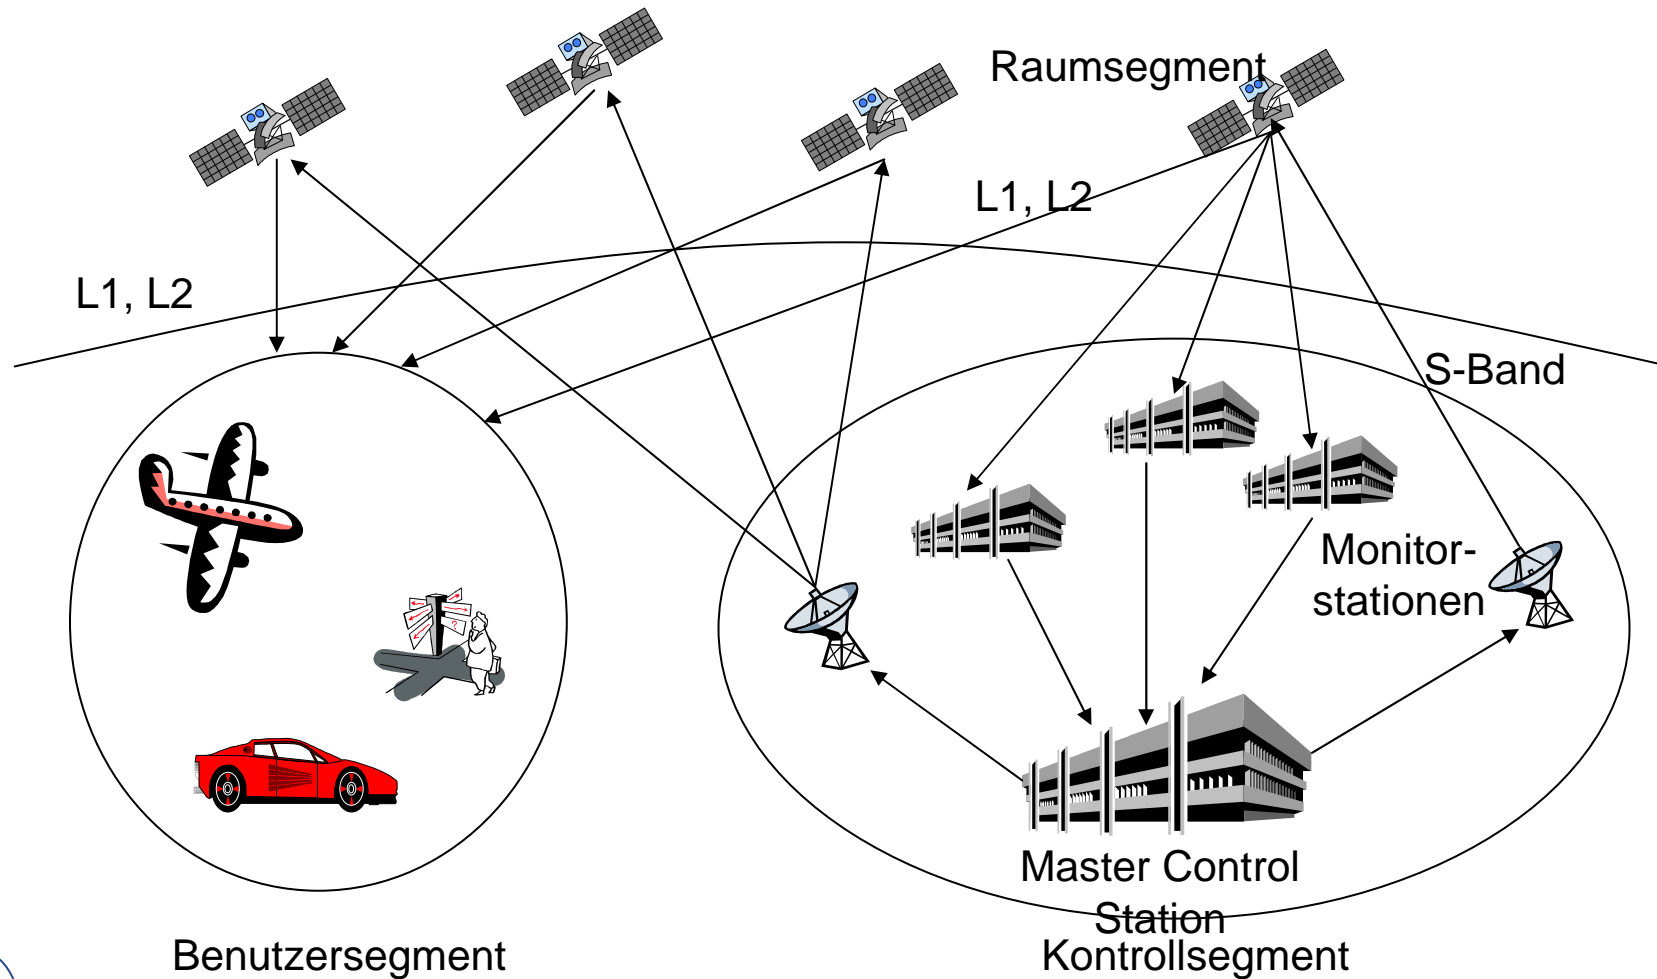 Raumsegment
L1, L2
L1, L2
S-Band
Monitor-
stationen
Master Control
Station
Benutzersegment
Kontrollsegment